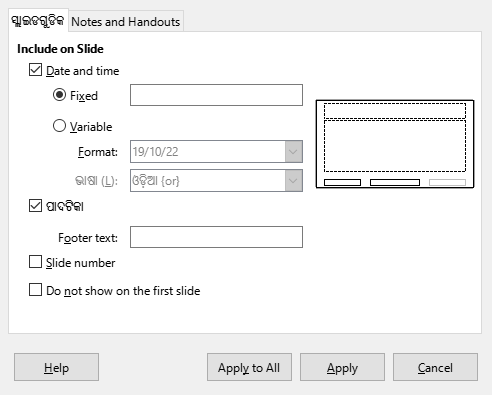 ସ୍ଲାଇଡଗୁଡିକ Notes and Handouts
Include on Slide
Date and time
Fixed
Variable
Format: 19/10/22
ଭାଷା (L): ଓଡ଼ିଆ {or}
ପାଦଟିକା
Footer text:
Slide number
Do not show on the first slide
Help Apply to All Apply Cancel